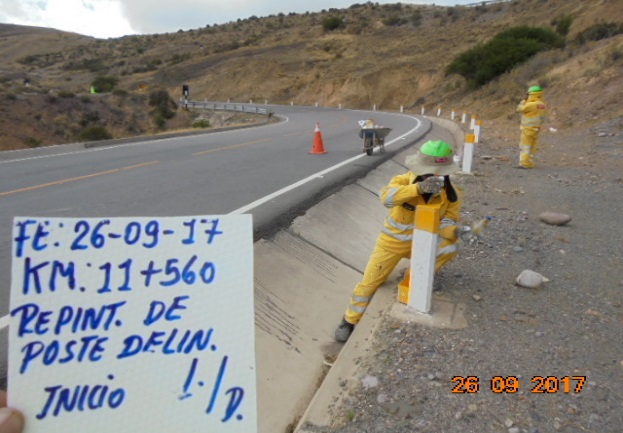 FE: 26-09-17
KM: 11+560
REPINT. DE
POSTE DELIN.
INICIO I./D.
26 09 2017